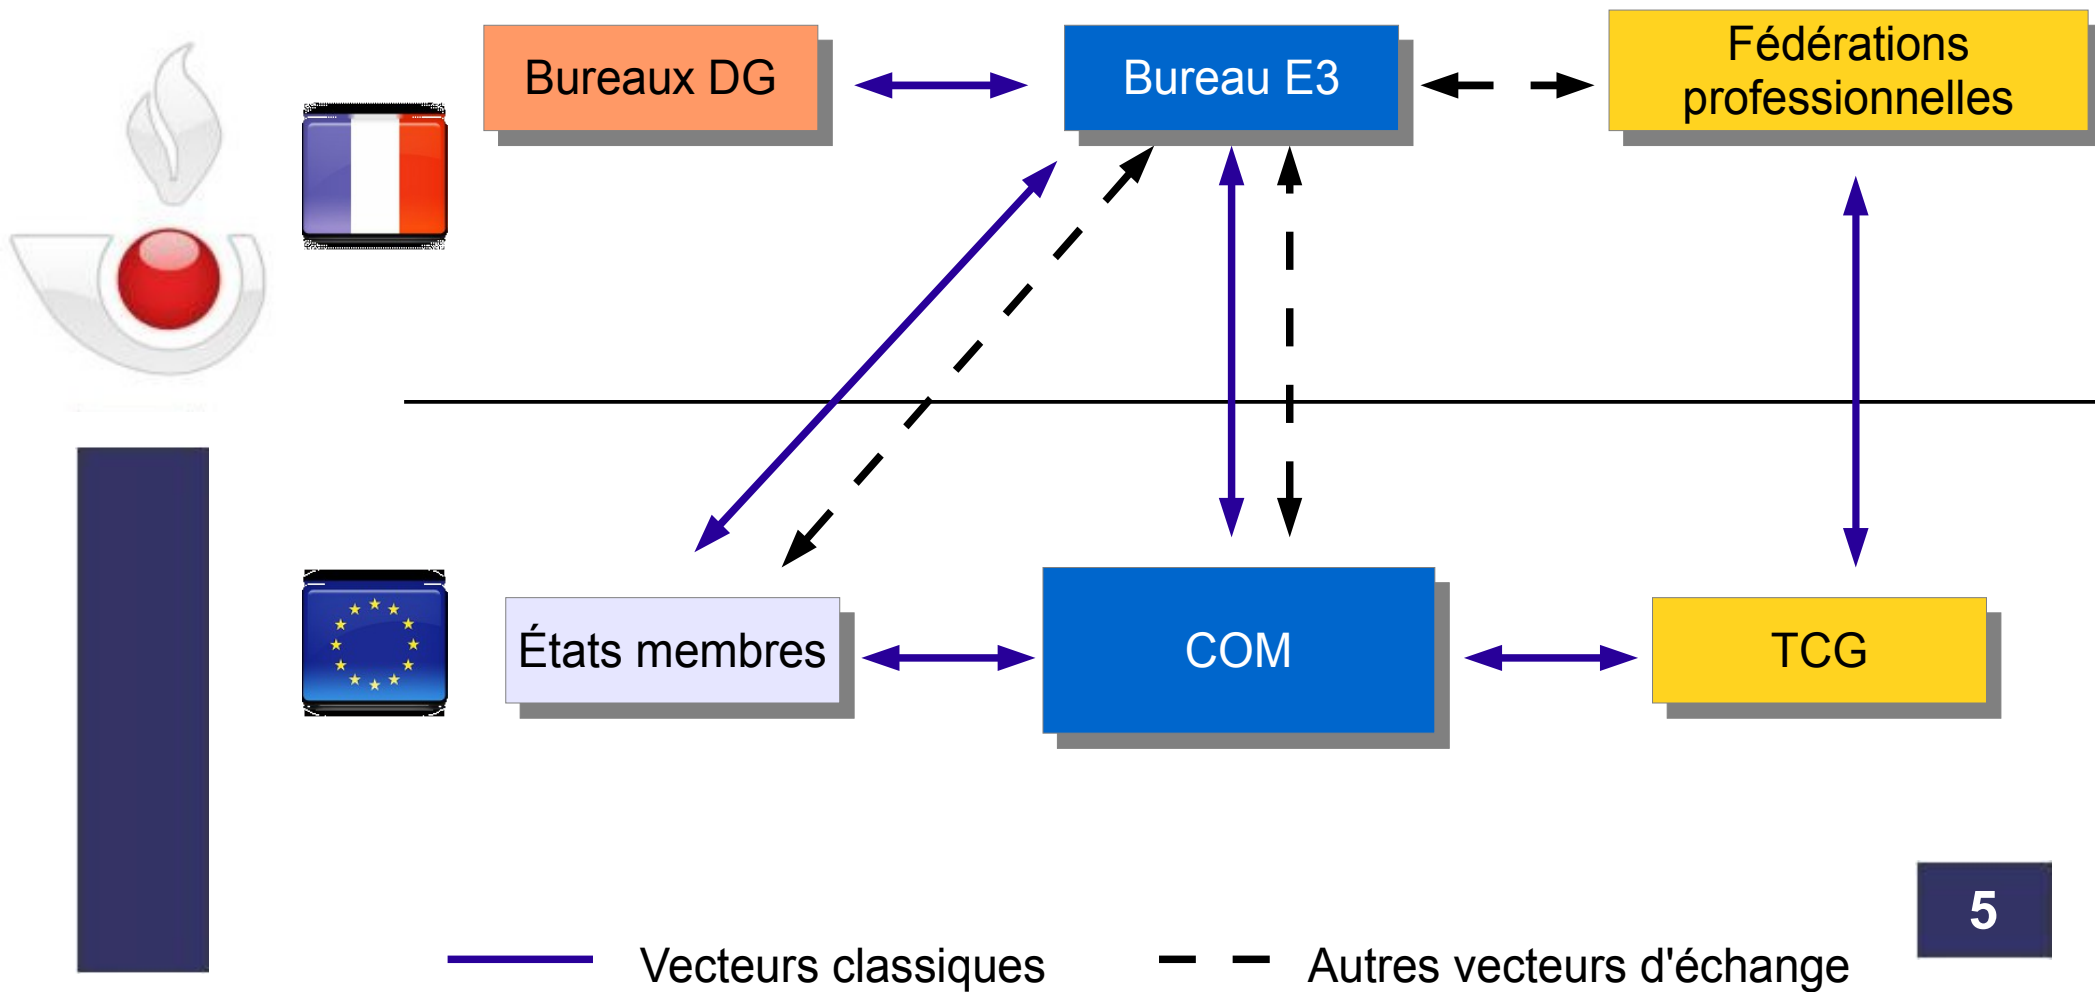 Bureaux DG
Bureau E3
Fédérations
professionnelles
États membres
COM
TCG
5
Vecteurs classiques
Autres vecteurs d'échange